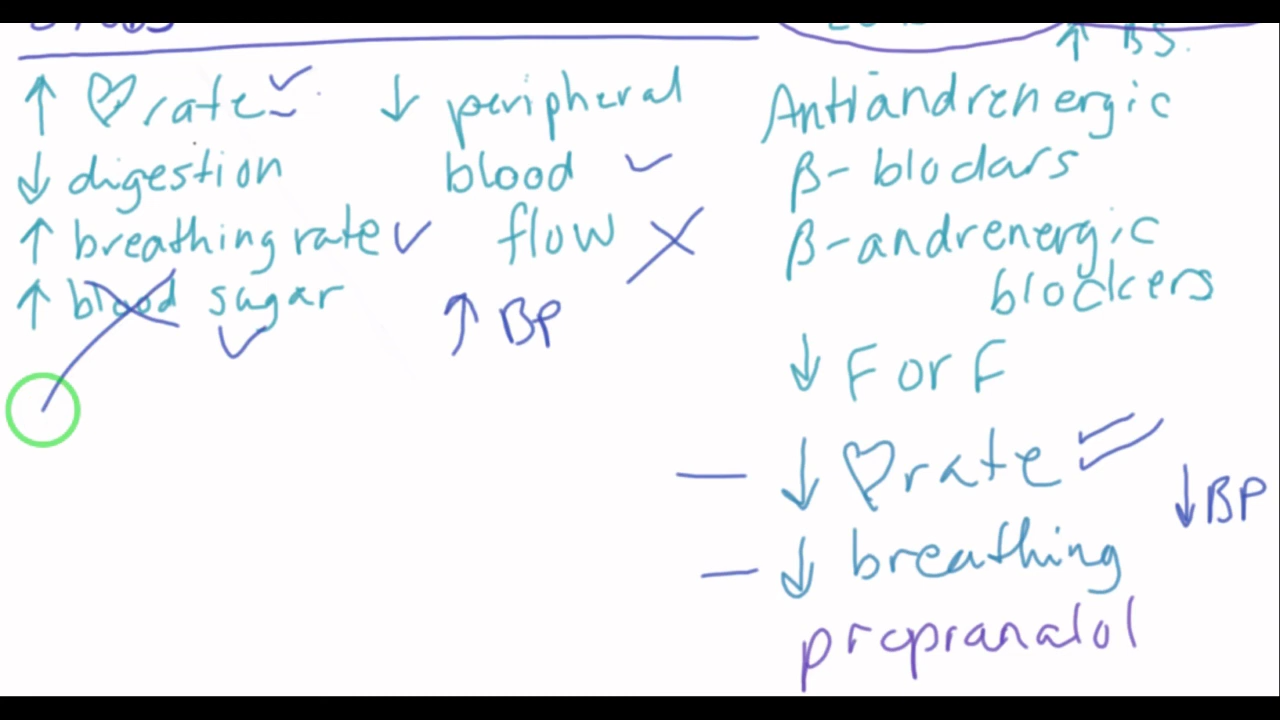 ↑ ♡ rate
↓ digestion
↑ breathing rate
↑ blood sugar
↓ peripheral
blood
flow
↑ BP
↑ BS.
Antiandrenergic
β- blockars
β-andrenergic
blockers
↓ F or F
— ↓ ♡ rate
↓ BP
— ↓ breathing
propranalol